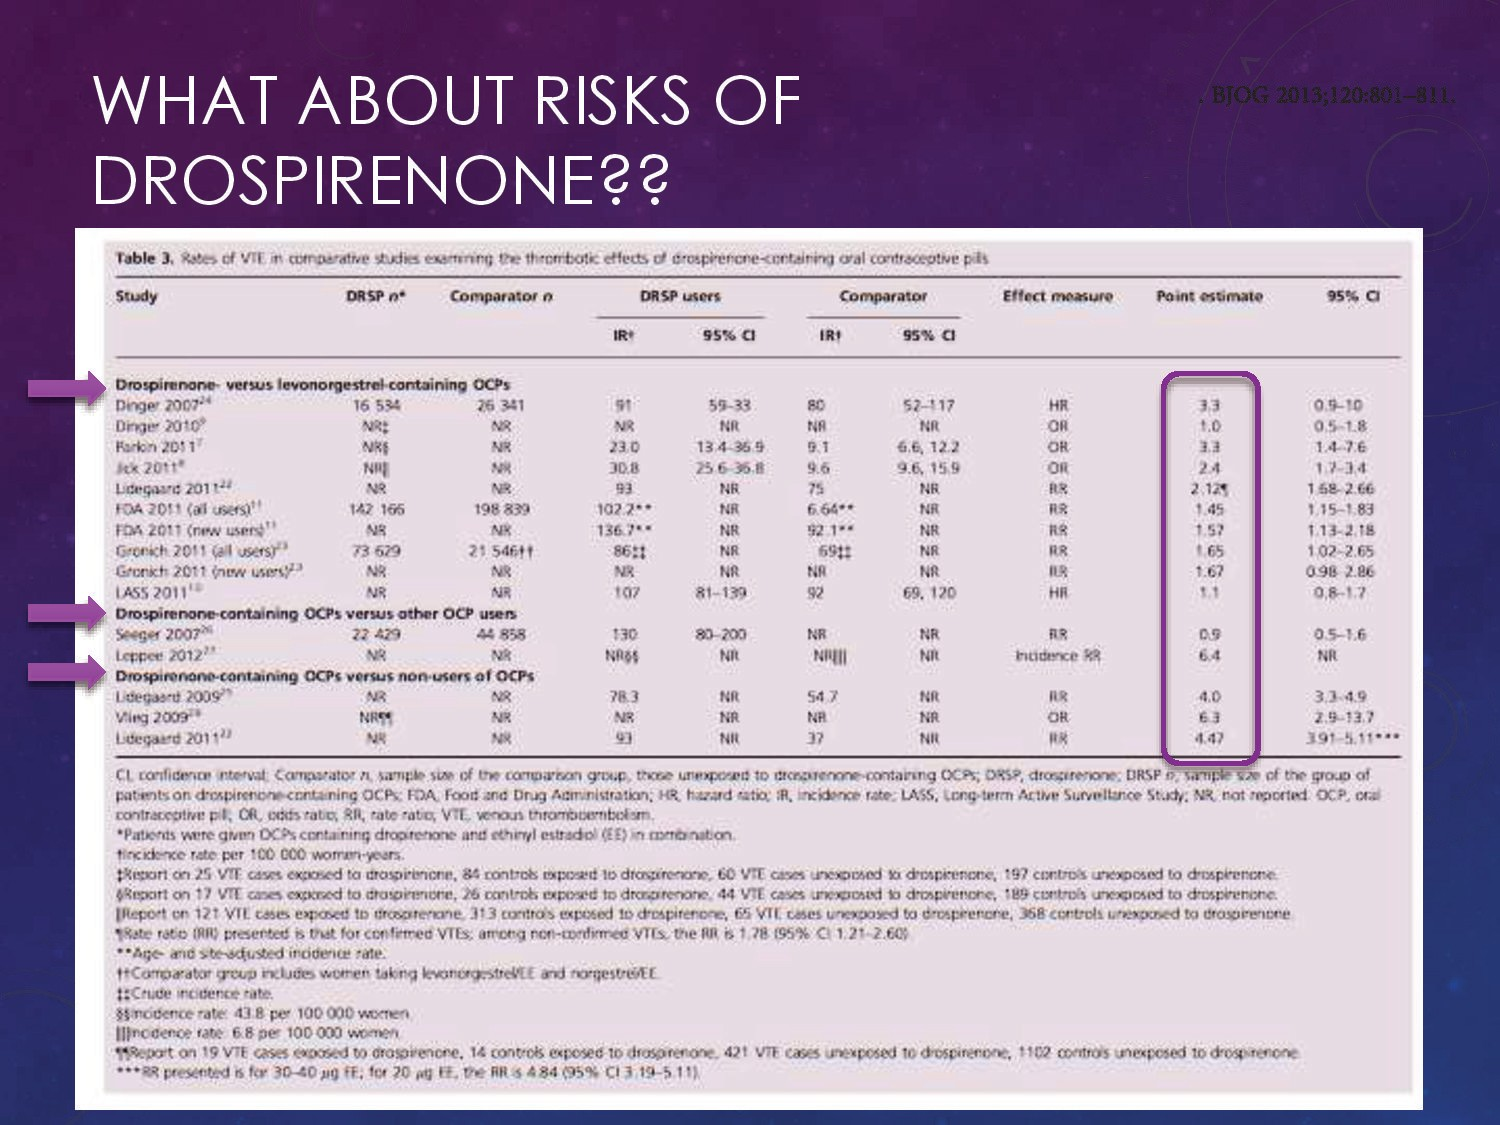 WHAT ABOUT RISKS OF
DROSPIRENONE??
. BJOG 2013;120:801–811.
Table 3. Rates of VTE in comparative studies examining the thrombotic effects of drospirenone-containing oral contraceptive pills
Study DRSP n* Comparator n DRSP users Comparator Effect measure Point estimate 95% CI
IR† 95% CI IR† 95% CI
Drospirenone- versus levonorgestrel-containing OCPs
Dinger 2007 16 534 26 341 91 59–33 80 52–117 HR 3.3 0.9–10
Dinger 2010 NR‡ NR NR NR NR NR OR 1.0 0.5–1.8
Parkin 2011 NR§ NR 23.0 13.4–36.9 9.1 6.6, 12.2 OR 3.3 1.4–7.6
Jick 2011 NR|| NR 30.8 25.6–36.8 9.6 9.6, 15.9 OR 2.4 1.7–3.4
Lidegaard 2011 NR NR 93 NR 75 NR RR 2.12¶ 1.68–2.66
FDA 2011 (all users)11 142 166 198 839 102.2** NR 6.64** NR RR 1.45 1.15–1.83
FDA 2011 (new users)11 NR NR 136.7** NR 92.1** NR RR 1.57 1.13–2.18
Gronich 2011 (all users)23 73 629 21 546†† 86‡‡ NR 69‡‡ NR RR 1.65 1.02–2.65
Gronich 2011 (new users)23 NR NR NR NR NR NR RR 1.67 0.98–2.86
LASS 2011 NR NR 107 81–139 92 69, 120 HR 1.1 0.8–1.7
Drospirenone-containing OCPs versus other OCP users
Seeger 2007 22 429 44 858 130 80–200 NR NR RR 0.9 0.5–1.6
Leppee 2012 NR NR NR§§ NR NR|||| NR Incidence RR 6.4 NR
Drospirenone-containing OCPs versus non-users of OCPs
Lidegaard 2009 NR NR 78.3 NR 54.7 NR RR 4.0 3.3–4.9
Vlieg 2009 NR¶¶ NR NR NR NR NR OR 6.3 2.9–13.7
Lidegaard 2011 NR NR 93 NR 37 NR RR 4.47 3.91–5.11***
CI, confidence interval; Comparator n, sample size of the comparison group, those unexposed to drospirenone-containing OCPs; DRSP, drospirenone; DRSP n, sample size of the group of
patients on drospirenone-containing OCPs; FDA, Food and Drug Administration; HR, hazard ratio; IR, incidence rate; LASS, Long-term Active Surveillance Study; NR, not reported. OCP, oral
contraceptive pill; OR, odds ratio; RR, rate ratio; VTE, venous thromboembolism.
*Patients were given OCPs containing dropirenone and ethinyl estradiol (EE) in combination.
†Incidence rate per 100 000 women-years.
‡Report on 25 VTE cases exposed to drospirenone, 84 controls exposed to drospirenone, 60 VTE cases unexposed to drospirenone, 197 controls unexposed to drospirenone.
§Report on 17 VTE cases exposed to drospirenone, 26 controls exposed to drospirenone, 44 VTE cases unexposed to drospirenone, 189 controls unexposed to drospirenone.
||Report on 121 VTE cases exposed to drospirenone, 313 controls exposed to drospirenone, 65 VTE cases unexposed to drospirenone, 368 controls unexposed to drospirenone.
¶Rate ratio (RR) presented is that for confirmed VTEs; among non-confirmed VTEs, the RR is 1.78 (95% CI 1.21–2.60).
**Age- and site-adjusted incidence rate.
††Comparator group includes women taking levonorgestrel/EE and norgestrel/EE.
‡‡Crude incidence rate.
§§Incidence rate: 43.8 per 100 000 women.
||||Incidence rate: 6.8 per 100 000 women.
¶¶Report on 19 VTE cases exposed to drospirenone, 14 controls exposed to drospirenone, 421 VTE cases unexposed to drospirenone, 1102 controls unexposed to drospirenone.
***RR presented is for 30–40 µg EE; for 20 µg EE, the RR is 4.84 (95% CI 3.19–5.11).